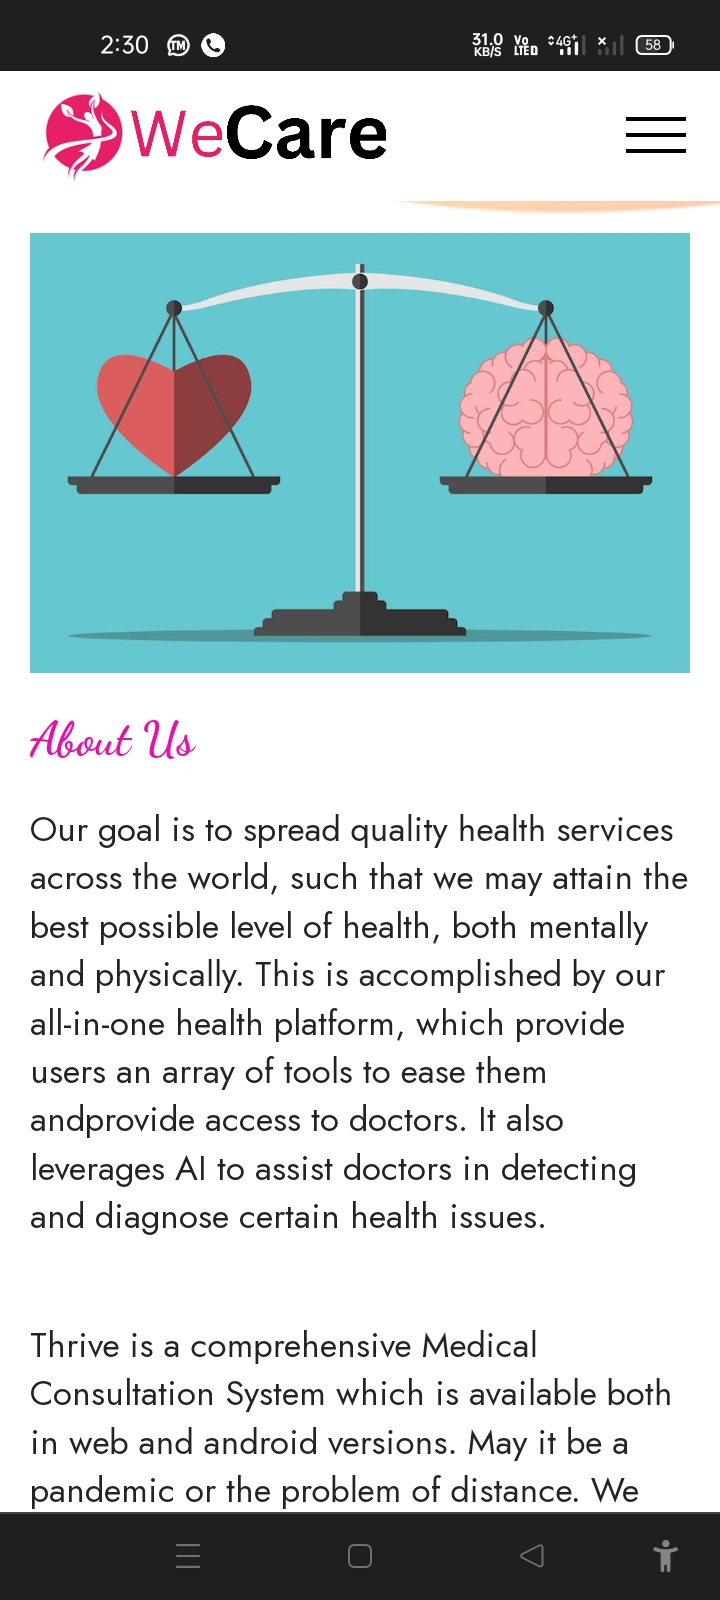 2:30 TM 31.0 KB/S Vo LTE D 4G+ 58
WeCare
About Us
Our goal is to spread quality health services
across the world, such that we may attain the
best possible level of health, both mentally
and physically. This is accomplished by our
all-in-one health platform, which provide
users an array of tools to ease them
andprovide access to doctors. It also
leverages AI to assist doctors in detecting
and diagnose certain health issues.
Thrive is a comprehensive Medical
Consultation System which is available both
in web and android versions. May it be a
pandemic or the problem of distance. We